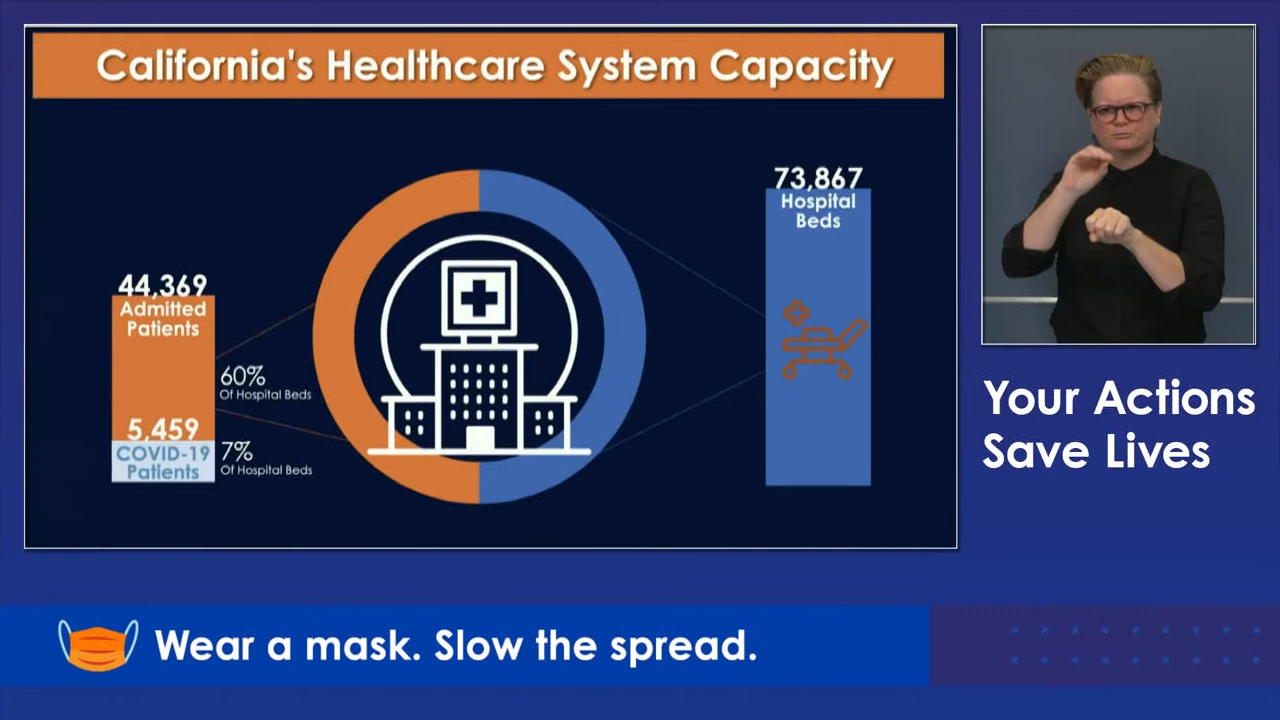 California's Healthcare System Capacity
44,369
Admitted
Patients
60%
Of Hospital Beds
5,459
COVID-19
Patients
7%
Of Hospital Beds
73,867
Hospital
Beds
Your Actions
Save Lives
Wear a mask. Slow the spread.